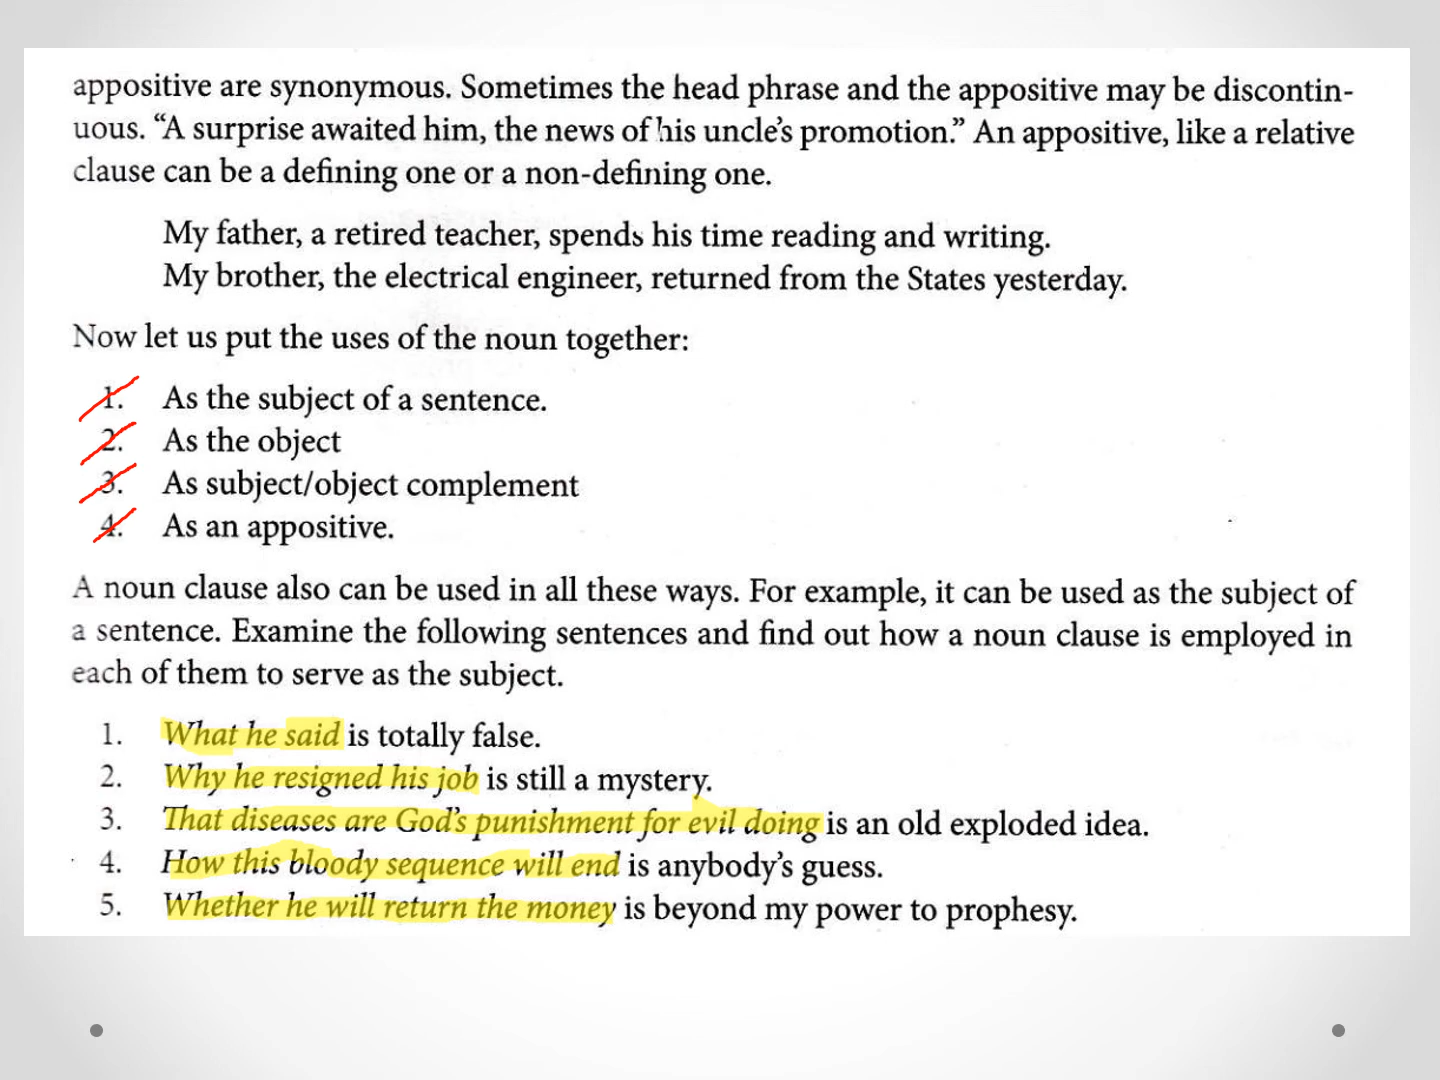 appositive are synonymous. Sometimes the head phrase and the appositive may be discontin-
uous. “A surprise awaited him, the news of his uncle’s promotion.” An appositive, like a relative
clause can be a defining one or a non-defining one.
My father, a retired teacher, spends his time reading and writing.
My brother, the electrical engineer, returned from the States yesterday.
Now let us put the uses of the noun together:
1. As the subject of a sentence.
2. As the object
3. As subject/object complement
4. As an appositive.
A noun clause also can be used in all these ways. For example, it can be used as the subject of
a sentence. Examine the following sentences and find out how a noun clause is employed in
each of them to serve as the subject.
1. What he said is totally false.
2. Why he resigned his job is still a mystery.
3. That diseases are God’s punishment for evil doing is an old exploded idea.
4. How this bloody sequence will end is anybody’s guess.
5. Whether he will return the money is beyond my power to prophesy.